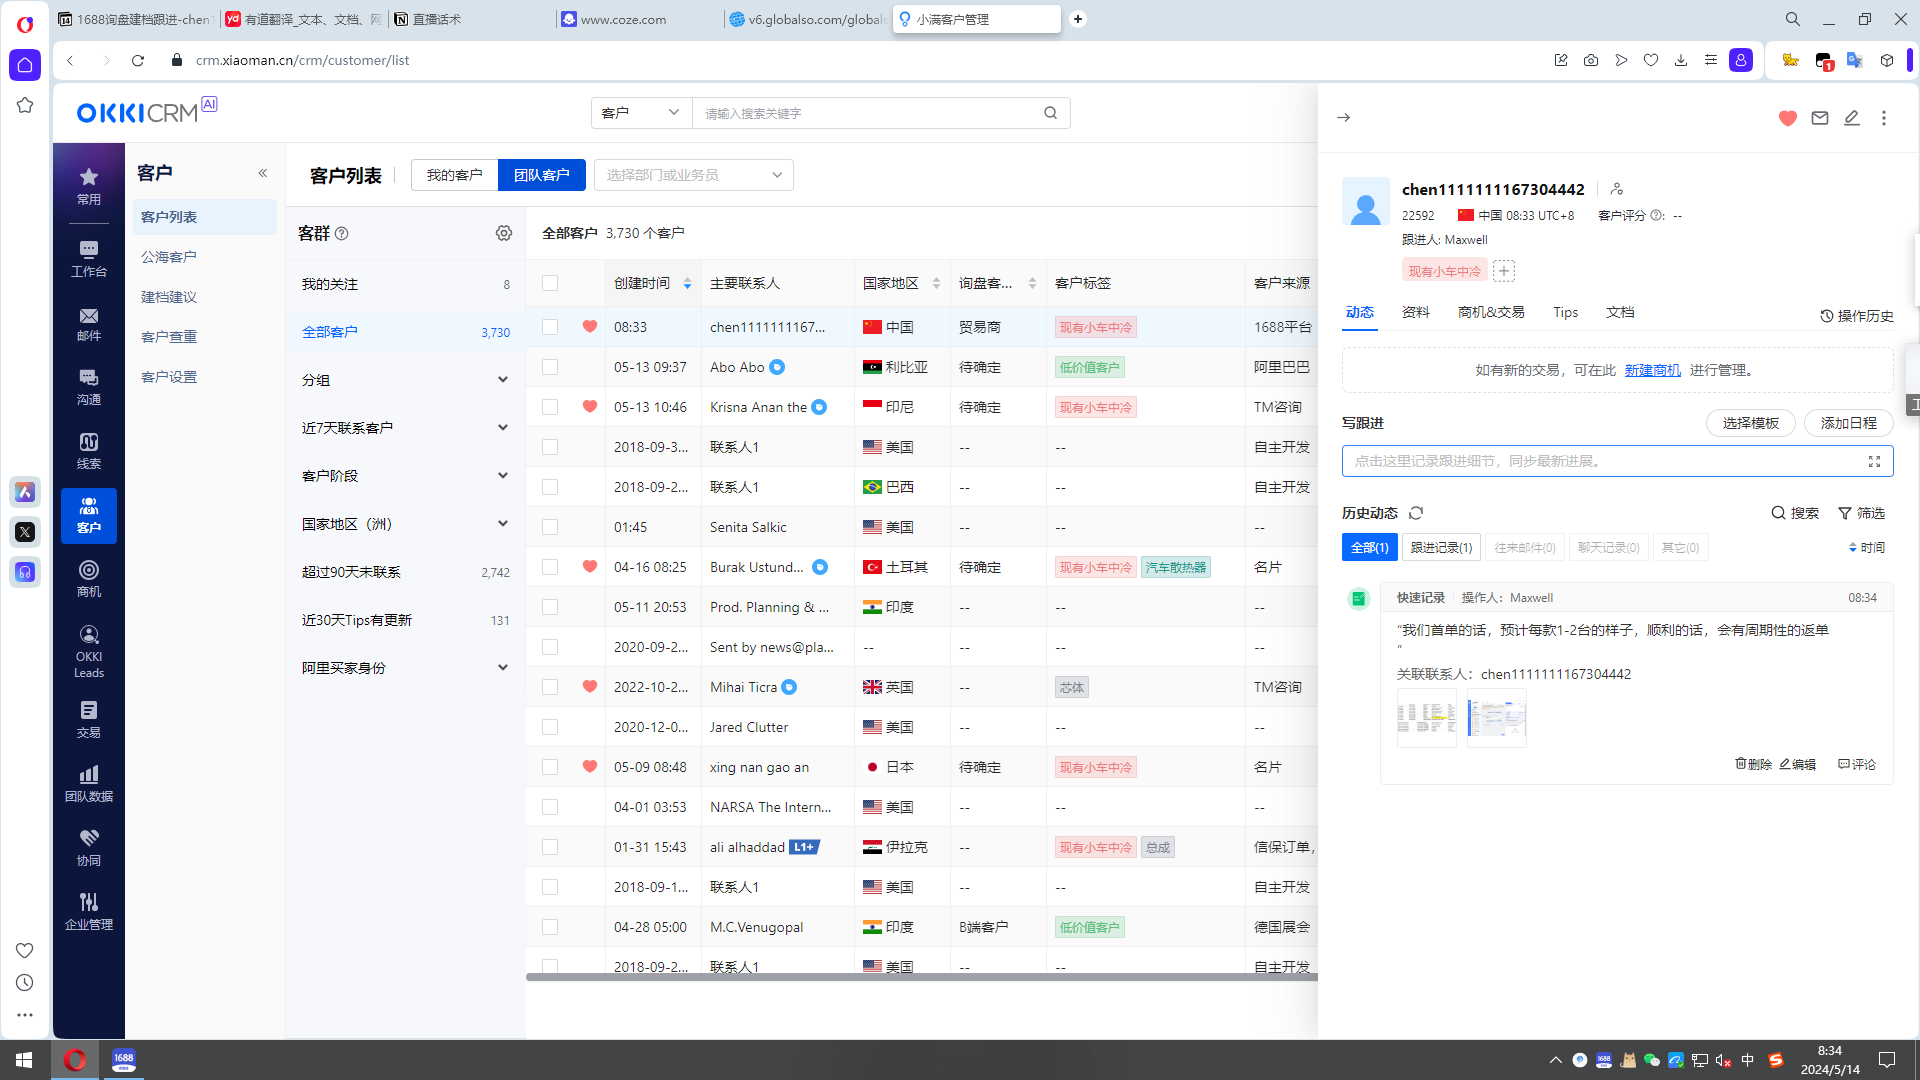 1688询盘建档跟进-chen1
有道翻译_文本、文档、网
直播话术
www.coze.com
v6.globalso.com/globals
小满客户管理
crm.xiaoman.cn/crm/customer/list
1
OKKICRM AI
客户
请输入搜索关键字
常用
工作台
邮件
沟通
线索
客户
商机
OKKI
Leads
交易
团队数据
协同
企业管理
客户
客户列表
公海客户
建档建议
客户查重
客户设置
客户列表
我的客户
团队客户
选择部门或业务员
客群
我的关注 8
全部客户 3,730
分组
近7天联系客户
客户阶段
国家地区（洲）
超过90天未联系 2,742
近30天Tips有更新 131
阿里买家身份
全部客户 3,730 个客户
创建时间 主要联系人 国家地区 询盘客... 客户标签 客户来源
08:33 chen1111111167... 中国 贸易商 现有小车中冷 1688平台
05-13 09:37 Abo Abo 利比亚 待确定 低价值客户 阿里巴巴
05-13 10:46 Krisna Anan the 印尼 待确定 现有小车中冷 TM咨询
2018-09-3... 联系人1 美国 -- -- 自主开发
2018-09-2... 联系人1 巴西 -- -- 自主开发
01:45 Senita Salkic 美国 -- -- --
04-16 08:25 Burak Ustund... 土耳其 待确定 现有小车中冷 汽车散热器 名片
05-11 20:53 Prod. Planning & ... 印度 -- -- --
2020-09-2... Sent by news@pla... -- -- -- --
2022-10-2... Mihai Ticra 英国 -- 芯体 TM咨询
2020-12-0... Jared Clutter 美国 -- -- --
05-09 08:48 xing nan gao an 日本 待确定 现有小车中冷 名片
04-01 03:53 NARSA The Intern... 美国 -- -- --
01-31 15:43 ali alhaddad L1+ 伊拉克 -- 现有小车中冷 总成 信保订单，
2018-09-1... 联系人1 美国 -- -- 自主开发
04-28 05:00 M.C.Venugopal 印度 B端客户 低价值客户 德国展会
2018-09-2... 联系人1 美国 -- -- 自主开发
chen1111111167304442
22592 中国 08:33 UTC+8 客户评分 : --
跟进人: Maxwell
现有小车中冷
动态 资料 商机&交易 Tips 文档 操作历史
如有新的交易，可在此 新建商机 进行管理。
写跟进 选择模板 添加日程
点击这里记录跟进细节，同步最新进展。
历史动态 搜索 筛选
全部(1) 跟进记录(1) 往来邮件(0) 聊天记录(0) 其它(0) 时间
快速记录 操作人：Maxwell 08:34
“我们首单的话，预计每款1-2台的样子，顺利的话，会有周期性的返单
”
关联联系人：chen1111111167304442
删除 编辑 评论
1688
1688
中
8:34
2024/5/14